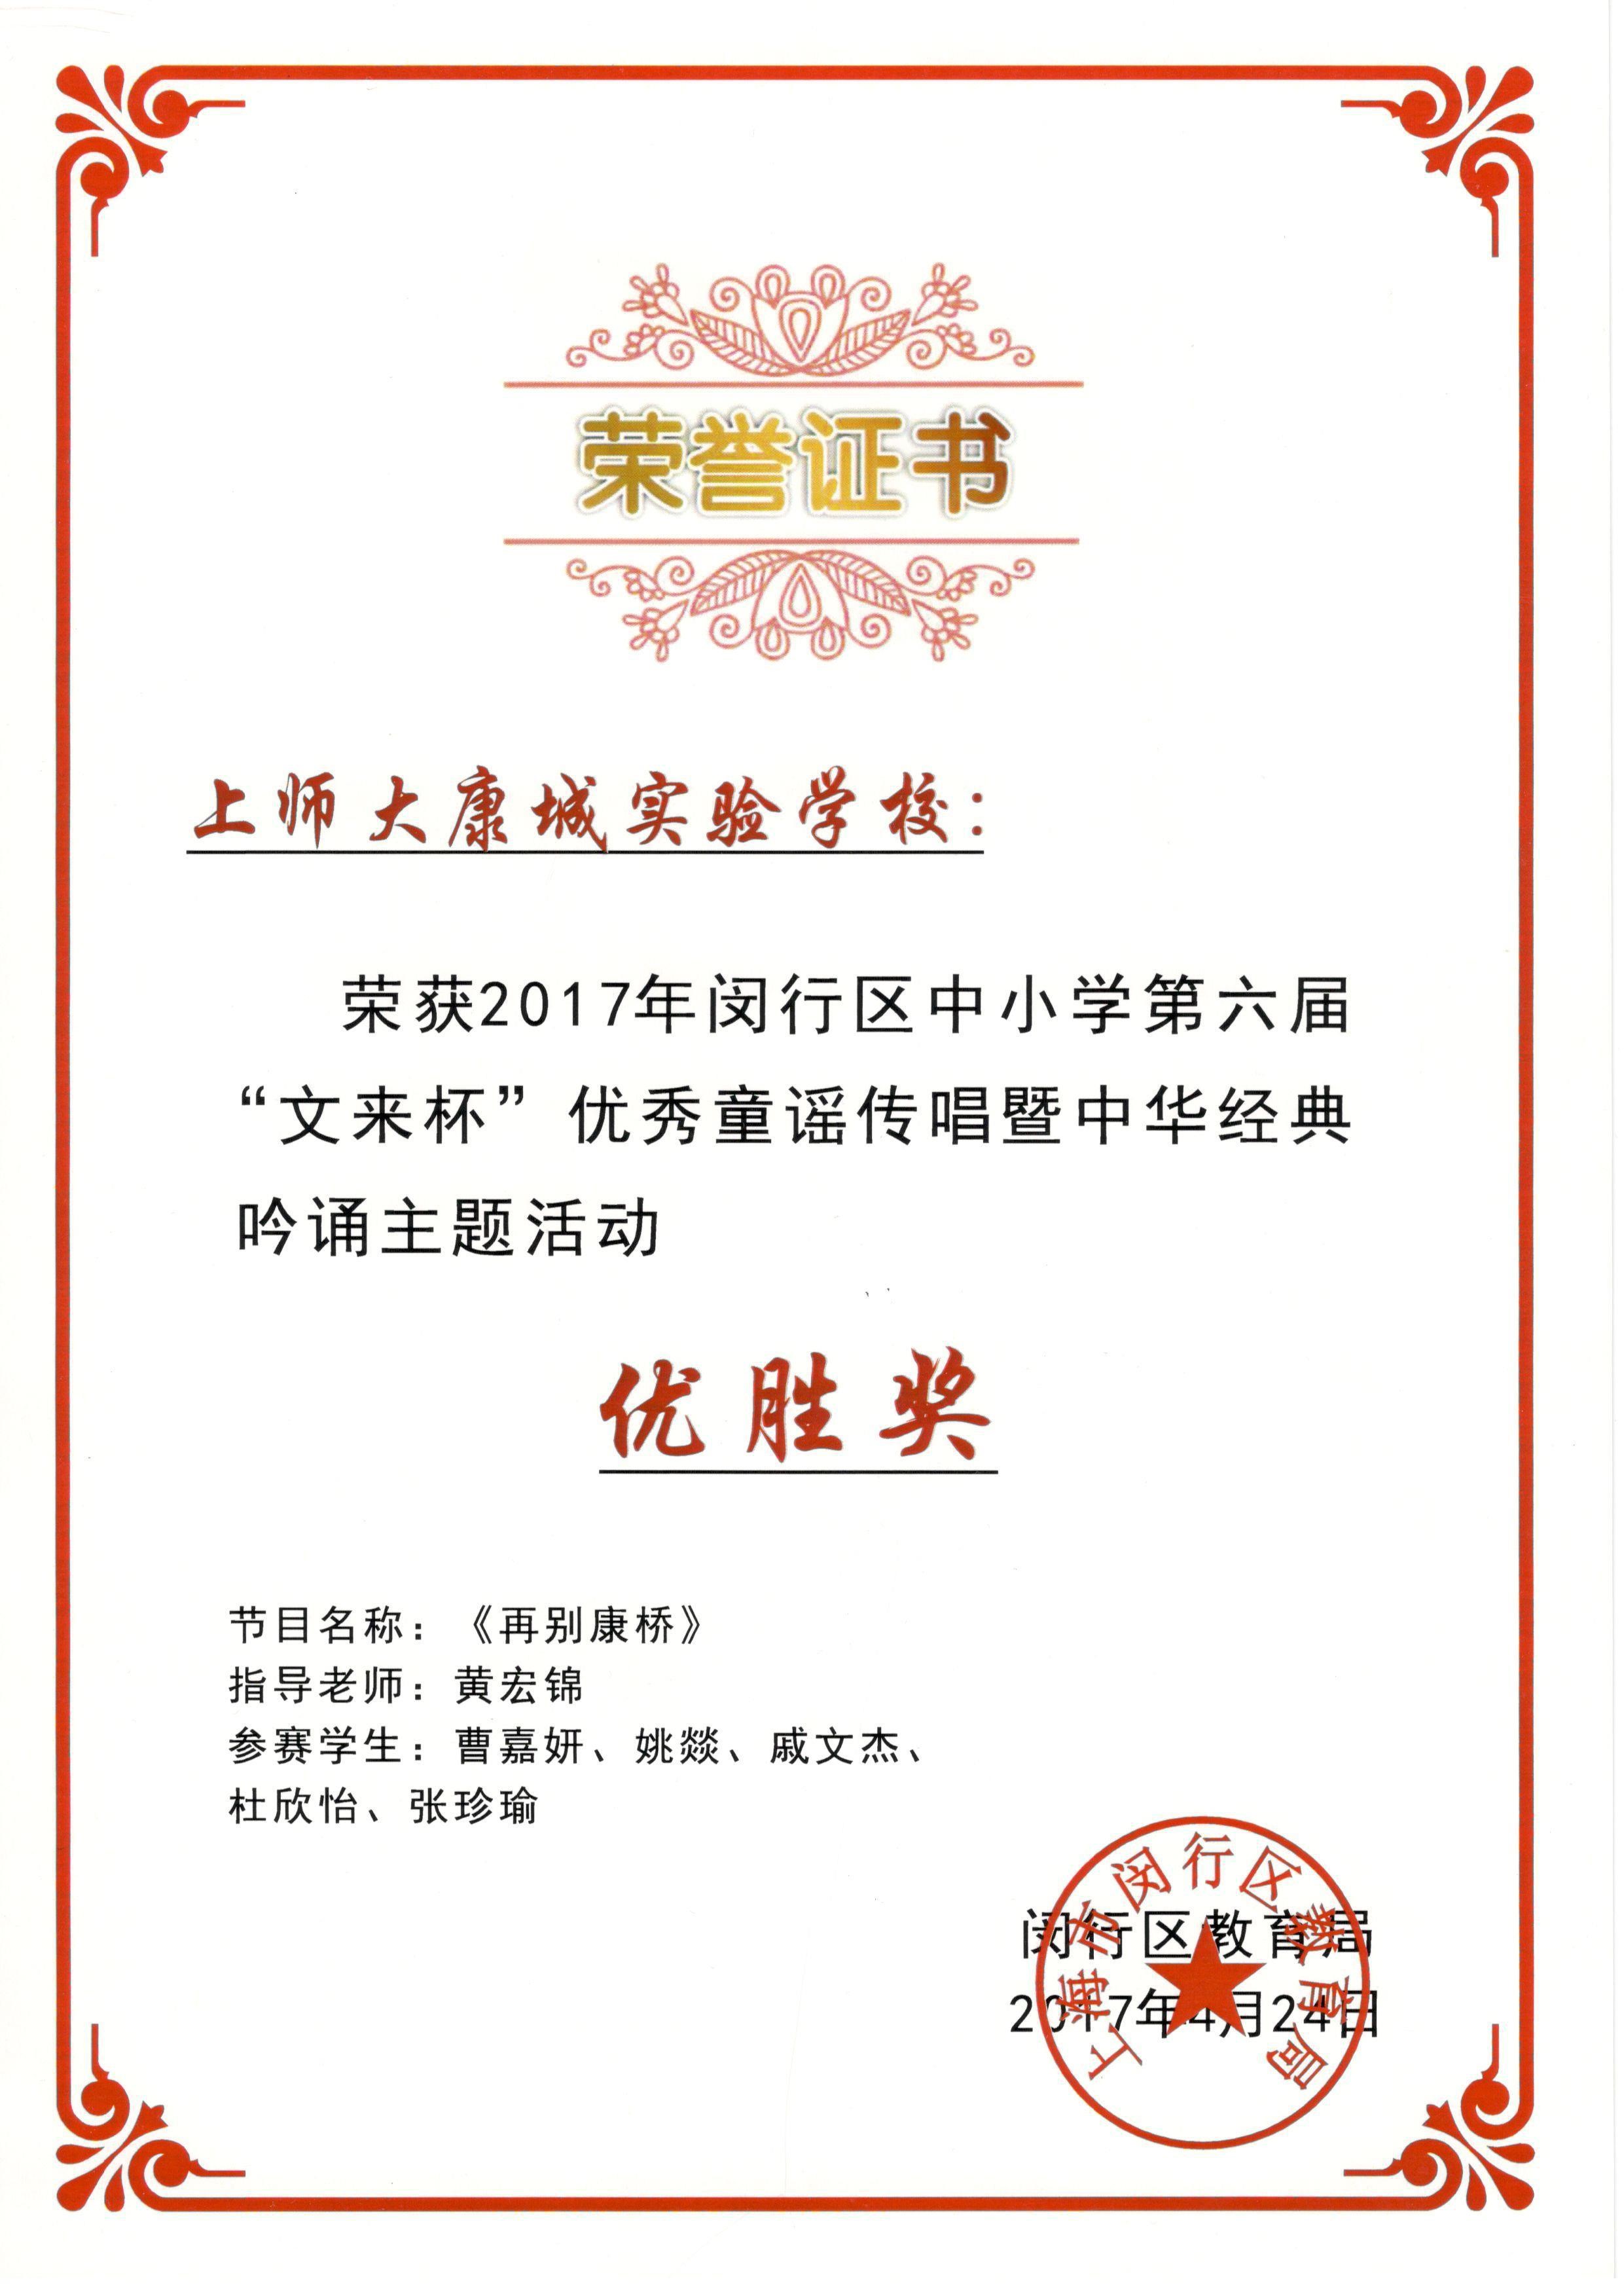 荣誉证书
上师大康城实验学校：
荣获2017年闵行区中小学第六届
“文来杯”优秀童谣传唱暨中华经典
吟诵主题活动
优胜奖
节目名称：《再别康桥》
指导老师：黄宏锦
参赛学生：曹嘉妍、姚燚、戚文杰、
杜欣怡、张珍瑜
闵行区教育局
2017年4月24日
上海市闵行区教育局